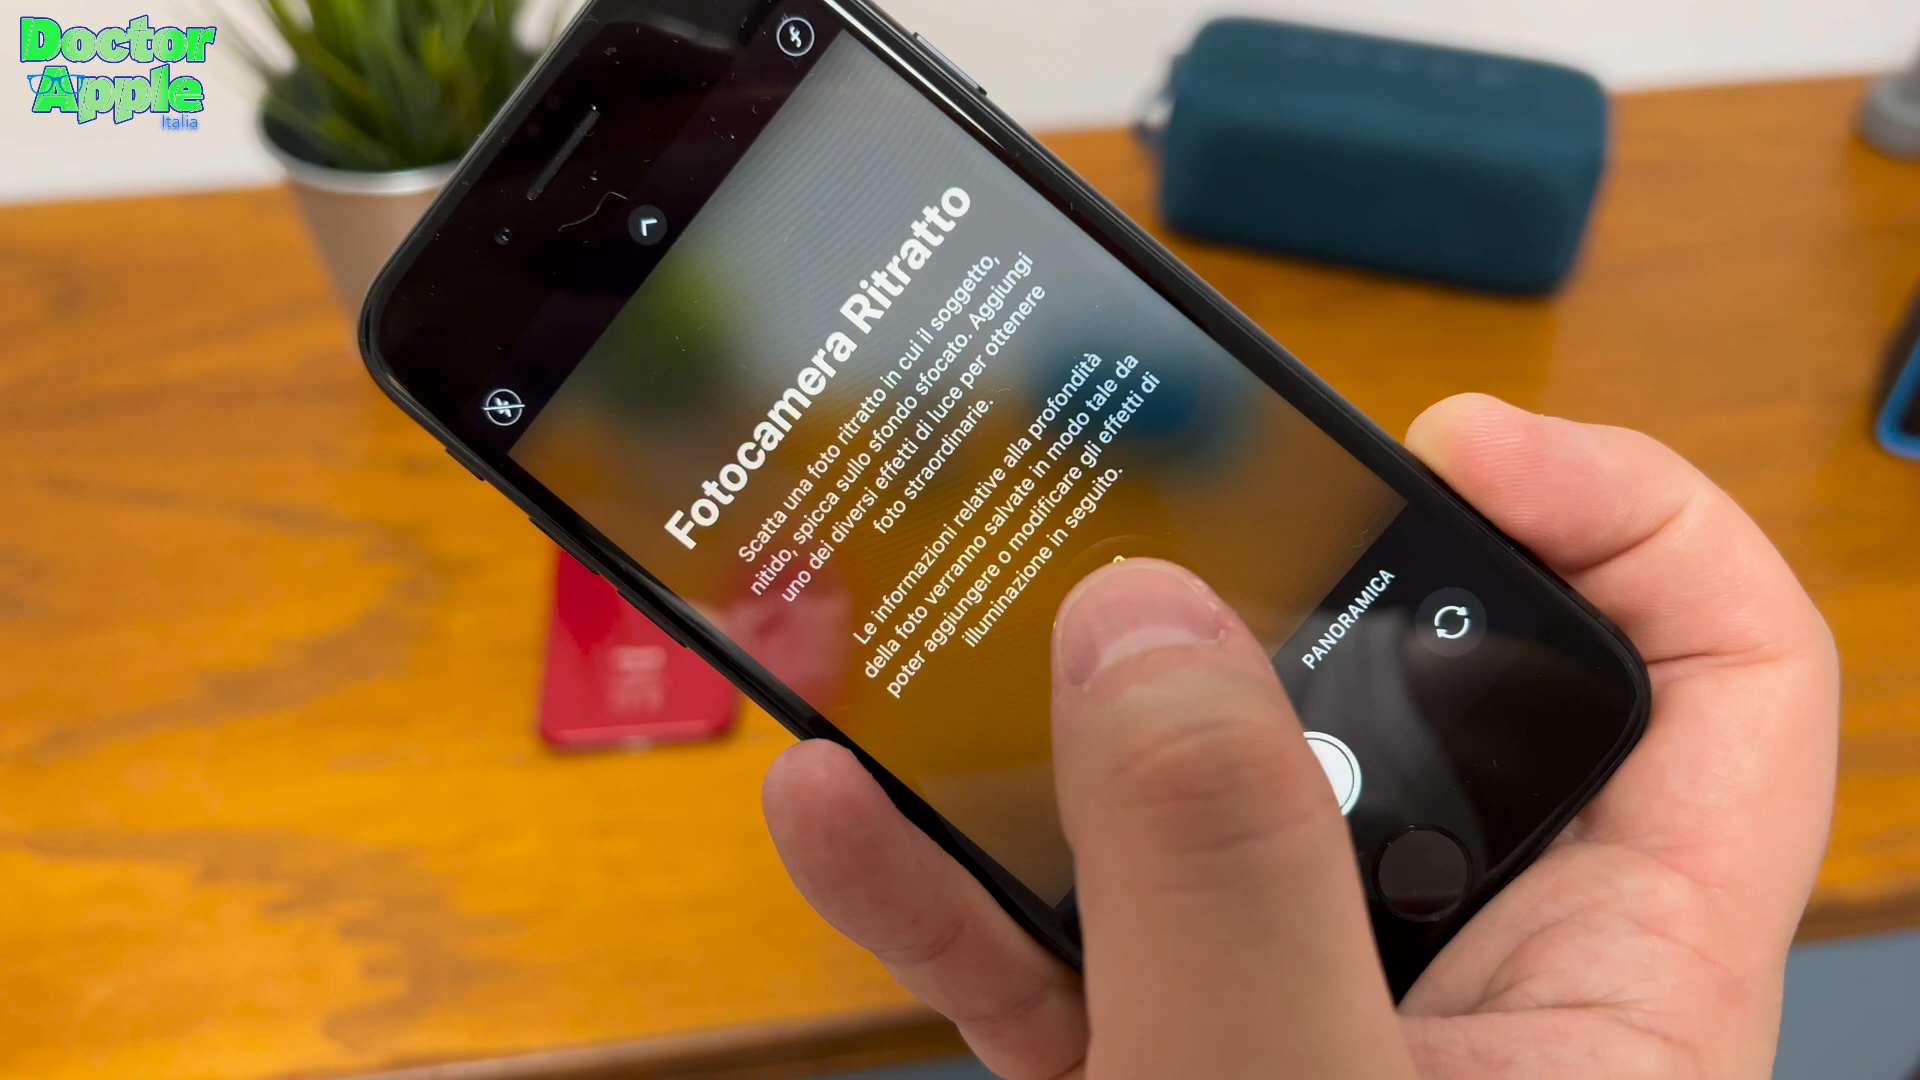 Doctor
Apple
Italia
Fotocamera Ritratto
Scatta una foto ritratto in cui il soggetto,
nitido, spicca sullo sfondo sfocato. Aggiungi
uno dei diversi effetti di luce per ottenere
foto straordinarie.
Le informazioni relative alla profondità
della foto verranno salvate in modo tale da
poter aggiungere o modificare gli effetti di
illuminazione in seguito.
PANORAMICA